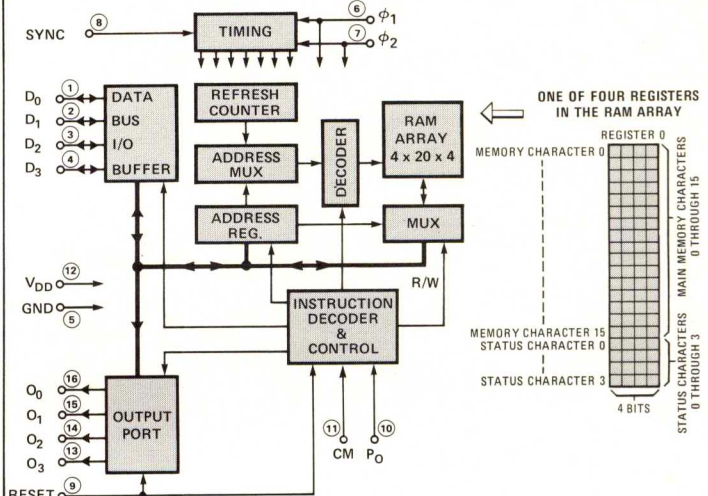 SYNC
8
TIMING
6
ϕ1
7
ϕ2
D0
1
D1
2
D2
3
D3
4
DATA
BUS
I/O
BUFFER
REFRESH
COUNTER
ADDRESS
MUX
ADDRESS
REG.
DECODER
RAM
ARRAY
4 x 20 x 4
MUX
R/W
ONE OF FOUR REGISTERS
IN THE RAM ARRAY
REGISTER 0
MEMORY CHARACTER 0
MAIN MEMORY CHARACTERS
0 THROUGH 15
MEMORY CHARACTER 15
STATUS CHARACTER 0
STATUS CHARACTER 3
STATUS CHARACTERS
0 THROUGH 3
4 BITS
VDD
12
GND
5
INSTRUCTION
DECODER
&
CONTROL
O0
16
O1
15
O2
14
O3
13
OUTPUT
PORT
11
CM
10
PO
RESET
9